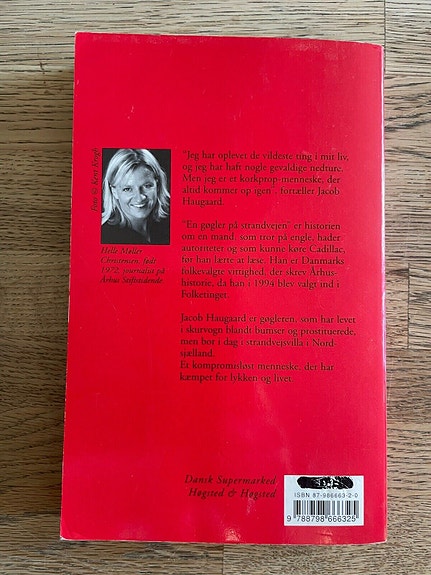 "Jeg har oplevet de vildeste ting i mit liv,
og jeg har haft nogle gevaldige nedture.
Men jeg er et korkprop-menneske, der
altid kommer op igen", fortæller Jacob
Haugaard.
"En gøgler på strandvejen" er historien
om en mand, som tror på engle, hader
autoriteter og som kunne køre Cadillac,
før han lærte at læse. Han er Danmarks
folkevalgte vittighed, der skrev Århus-
historie, da han i 1994 blev valgt ind i
Folketinget.
Jacob Haugaard er gøgleren, som har levet
i skurvogn blandt bumser og prostituerede,
men bor i dag i strandvejsvilla i Nord-
sjælland.
Et kompromisløst menneske, der har
kæmpet for lykken og livet.
Helle Møller
Christensen, født
1972, journalist på
Århus Stiftstidende.
Dansk Supermarked
Høgsted & Høgsted
ISBN 87-986663-2-0
9 788798 666325